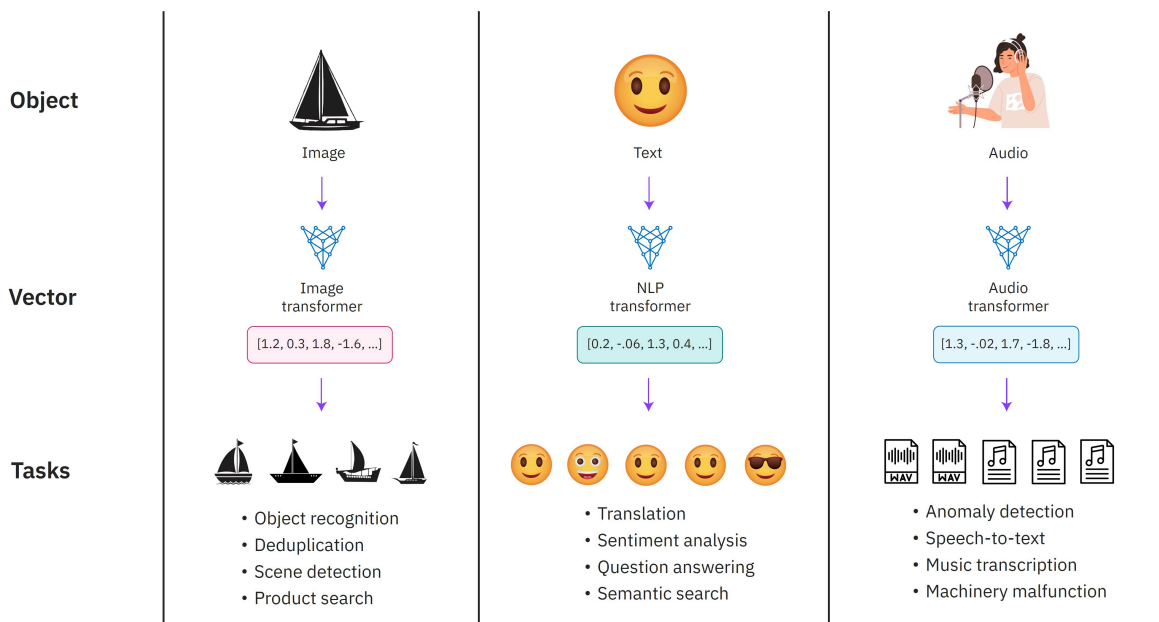 Object
Image
Text
Audio
Vector
Image
transformer
NLP
transformer
Audio
transformer
[1.2, 0.3, 1.8, -1.6, ...]
[0.2, -.06, 1.3, 0.4, ...]
[1.3, -.02, 1.7, -1.8, ...]
Tasks
WAV
WAV
• Object recognition
• Deduplication
• Scene detection
• Product search
• Translation
• Sentiment analysis
• Question answering
• Semantic search
• Anomaly detection
• Speech-to-text
• Music transcription
• Machinery malfunction